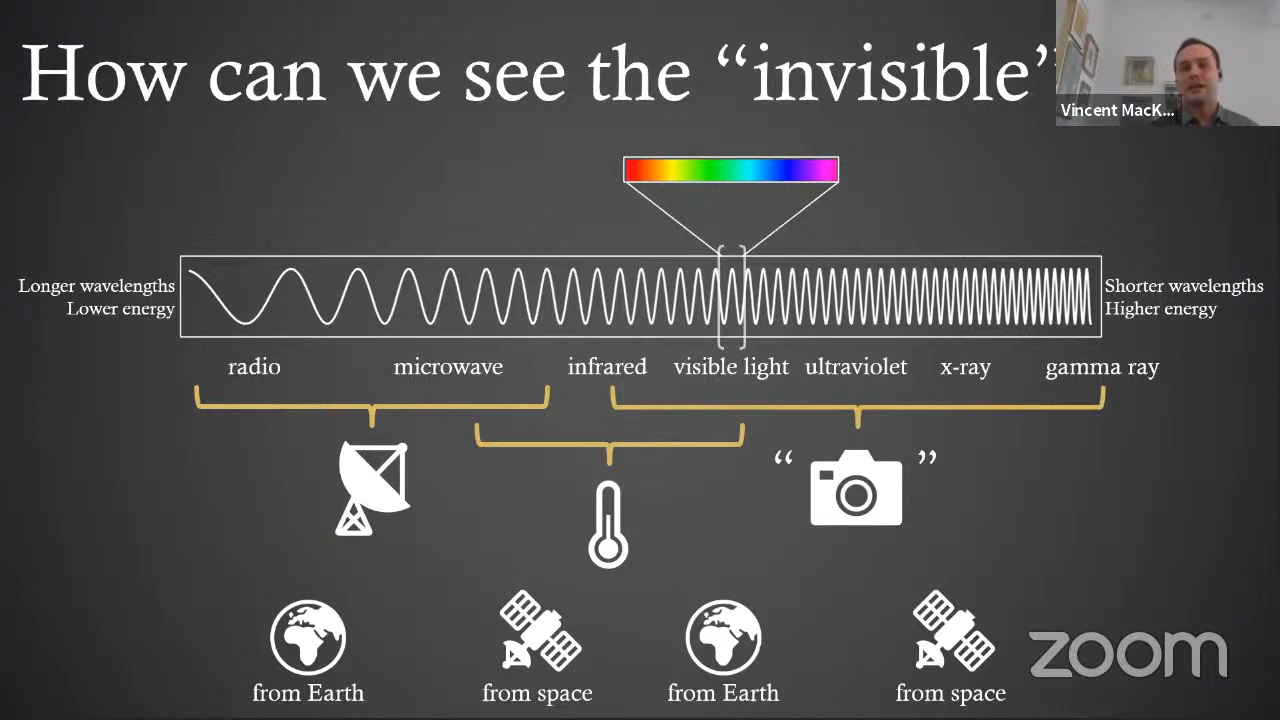 How can we see the “invisible”
Vincent MacK...
Longer wavelengths
Lower energy
Shorter wavelengths
Higher energy
radio microwave infrared visible light ultraviolet x-ray gamma ray
“ ”
from Earth from space from Earth from space
zoom